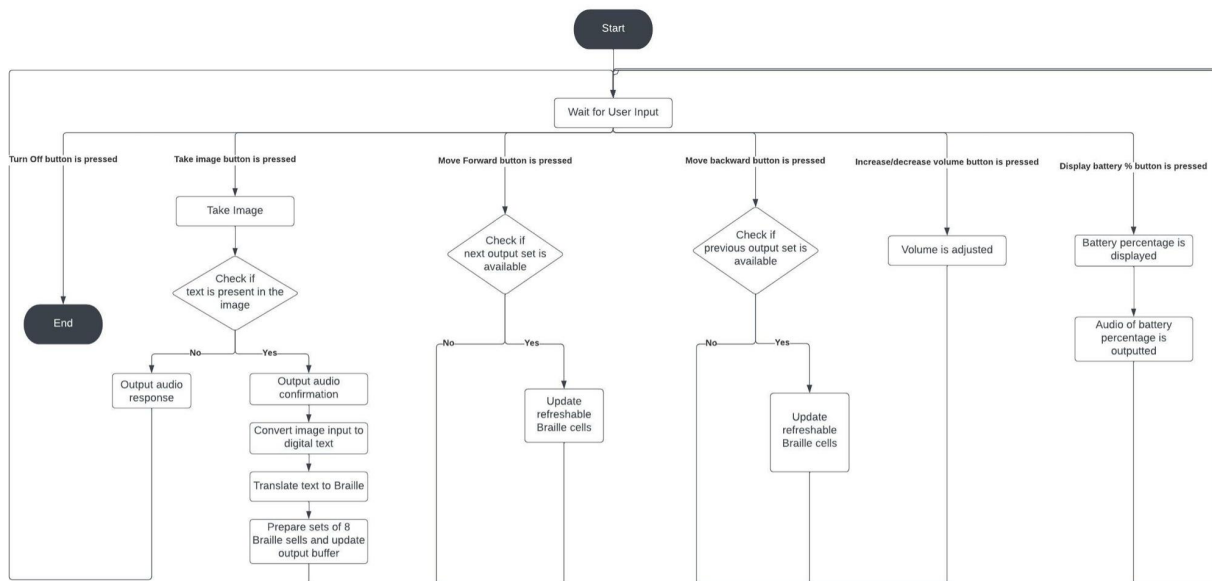 Start
Wait for User Input
Turn Off button is pressed
Take image button is pressed
Move Forward button is pressed
Move backward button is pressed
Increase/decrease volume button is pressed
Display battery % button is pressed
Take Image
Check if
text is present in the
image
Check if
next output set is
available
Check if
previous output set is
available
Volume is adjusted
Battery percentage is
displayed
End
Audio of battery
percentage is
outputted
No
Yes
No
Yes
No
Yes
Output audio
response
Output audio
confirmation
Update
refreshable
Braille cells
Update
refreshable
Braille cells
Convert image input to
digital text
Translate text to Braille
Prepare sets of 8
Braille sells and update
output buffer